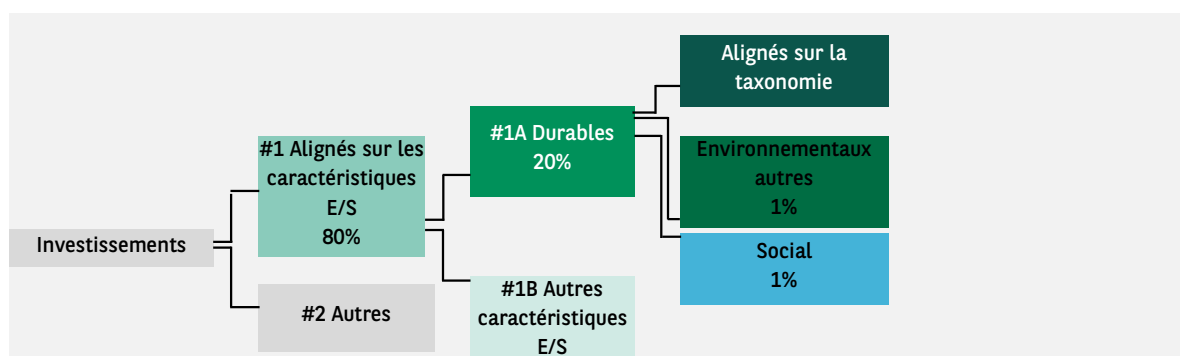 Investissements
#1 Alignés sur les
caractéristiques
E/S
80%
#2 Autres
#1A Durables
20%
#1B Autres
caractéristiques
E/S
Alignés sur la
taxonomie
Environnementaux
autres
1%
Social
1%